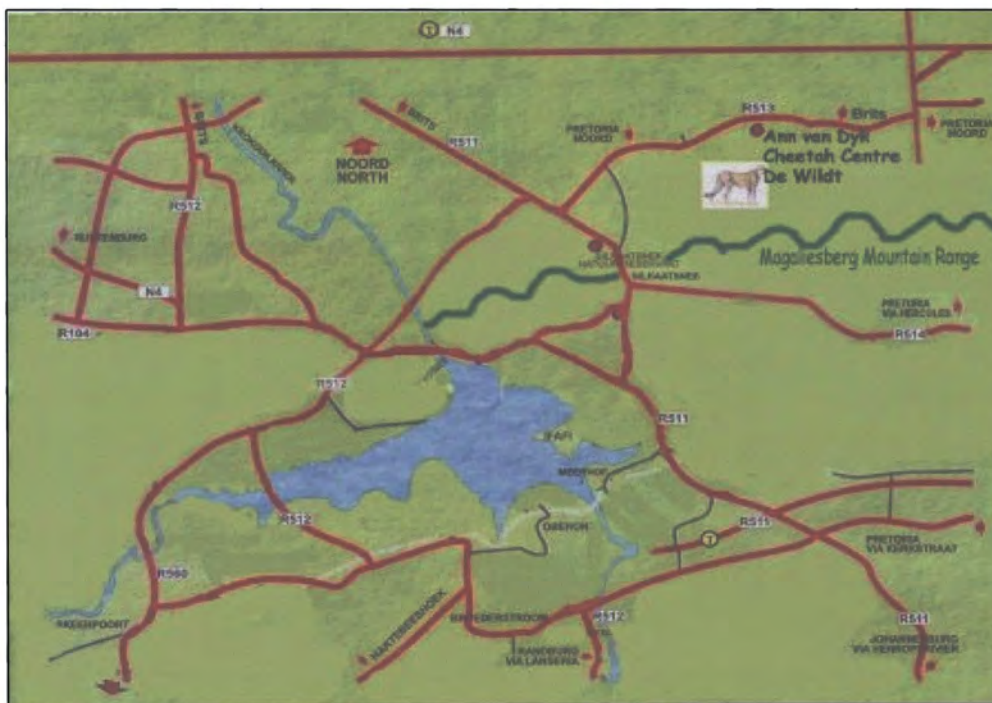 T N4
BRITS
BRITS
R511
NOORD
NORTH
PRETORIA
NOORD
R513
Brits
PRETORIA
NOORD
Ann van Dyk
Cheetah Centre
De Wildt
R512
N4
R104
Magaliesberg Mountain Range
PRETORIA
VIA HERCULES
R514
R512
R511
IFAFI
R512
R511
T
PRETORIA
VIA KERKSTRAAT
R560
SKEERPOORT
HARTEBEESHOEK
R512
RANDBURG
VIA LANSERIA
R511
JOHANNESBURG